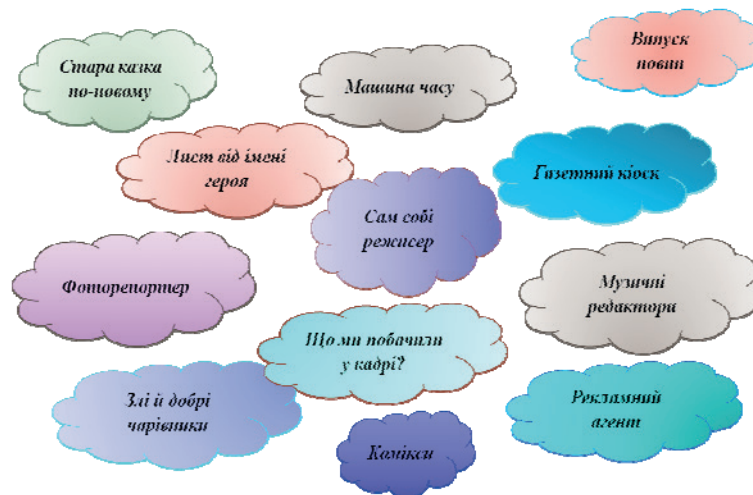 Стара казка
по-новому
Машина часу
Випуск
новин
Лист від імені
героя
Газетний кіоск
Сам собі
режисер
Фоторепортер
Музичні
редактори
Що ми побачили
у кадрі?
Злі й добрі
чарівники
Рекламний
агент
Комікси